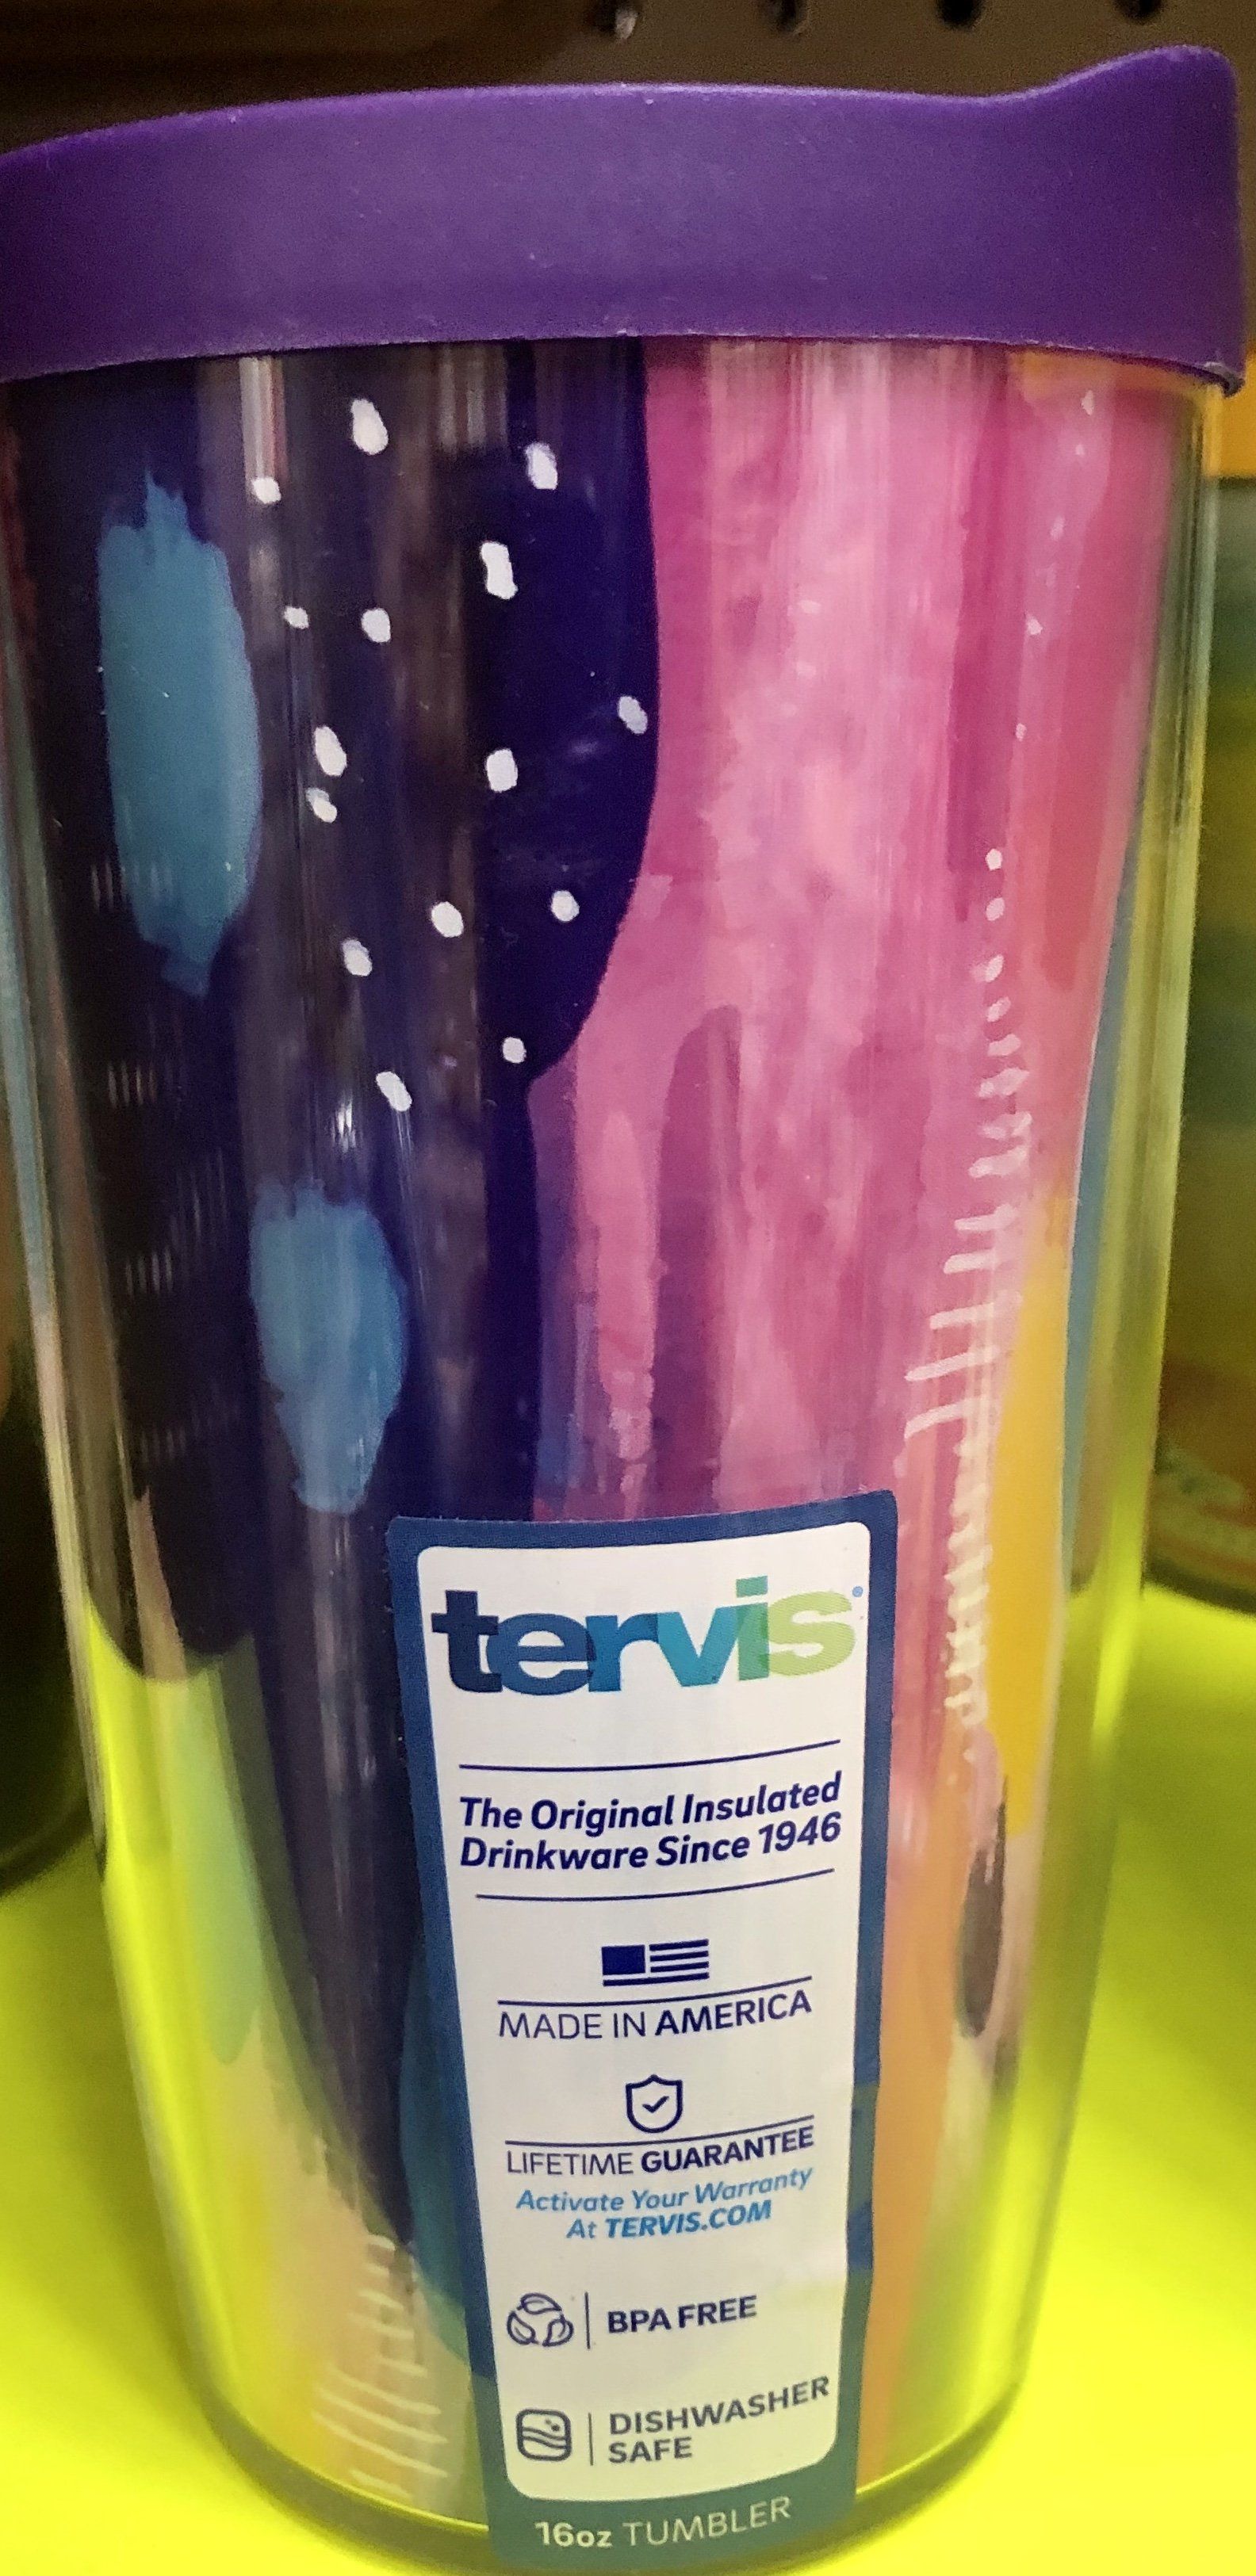 tervis®
The Original Insulated
Drinkware Since 1946
MADE IN AMERICA
LIFETIME GUARANTEE
Activate Your Warranty
At TERVIS.COM
BPA FREE
DISHWASHER
SAFE
16oz TUMBLER